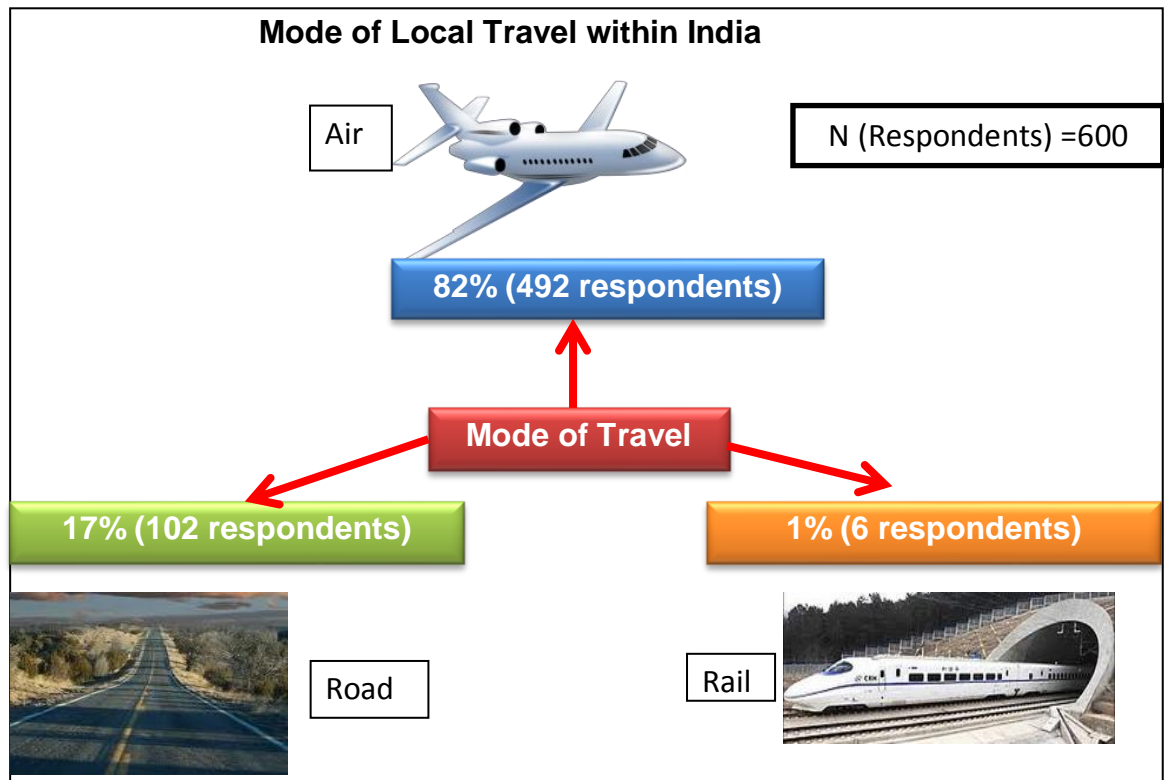 Mode of Local Travel within India
Air
N (Respondents) =600
82% (492 respondents)
Mode of Travel
17% (102 respondents)
1% (6 respondents)
Road
Rail
CRH